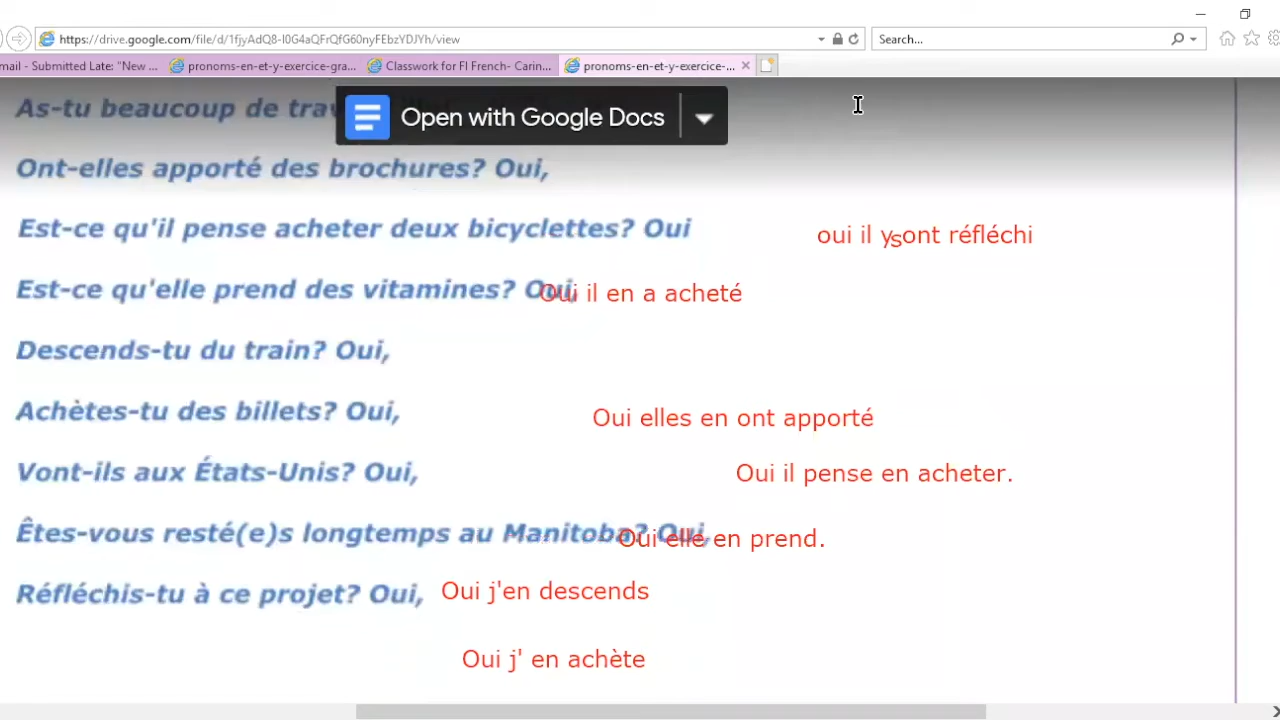 https://drive.google.com/file/d/1fjyAdQ8-I0G4aQFrQfG60nyFEbzYDJYh/view
Search...
mail - Submitted Late: "New ...
pronoms-en-et-y-exercice-gra...
Classwork for FI French- Carin...
pronoms-en-et-y-exercice-...
As-tu beaucoup de
Open with Google Docs
Ont-elles apporté des brochures? Oui,
Est-ce qu'il pense acheter deux bicyclettes? Oui
oui il y sont réfléchi
Est-ce qu'elle prend des vitamines? Oui,
Oui il en a acheté
Descends-tu du train? Oui,
Achètes-tu des billets? Oui,
Oui elles en ont apporté
Vont-ils aux États-Unis? Oui,
Oui il pense en acheter.
Êtes-vous resté(e)s longtemps au Manitoba? Oui,
Oui elle en prend.
Réfléchis-tu à ce projet? Oui,
Oui j'en descends
Oui j' en achète